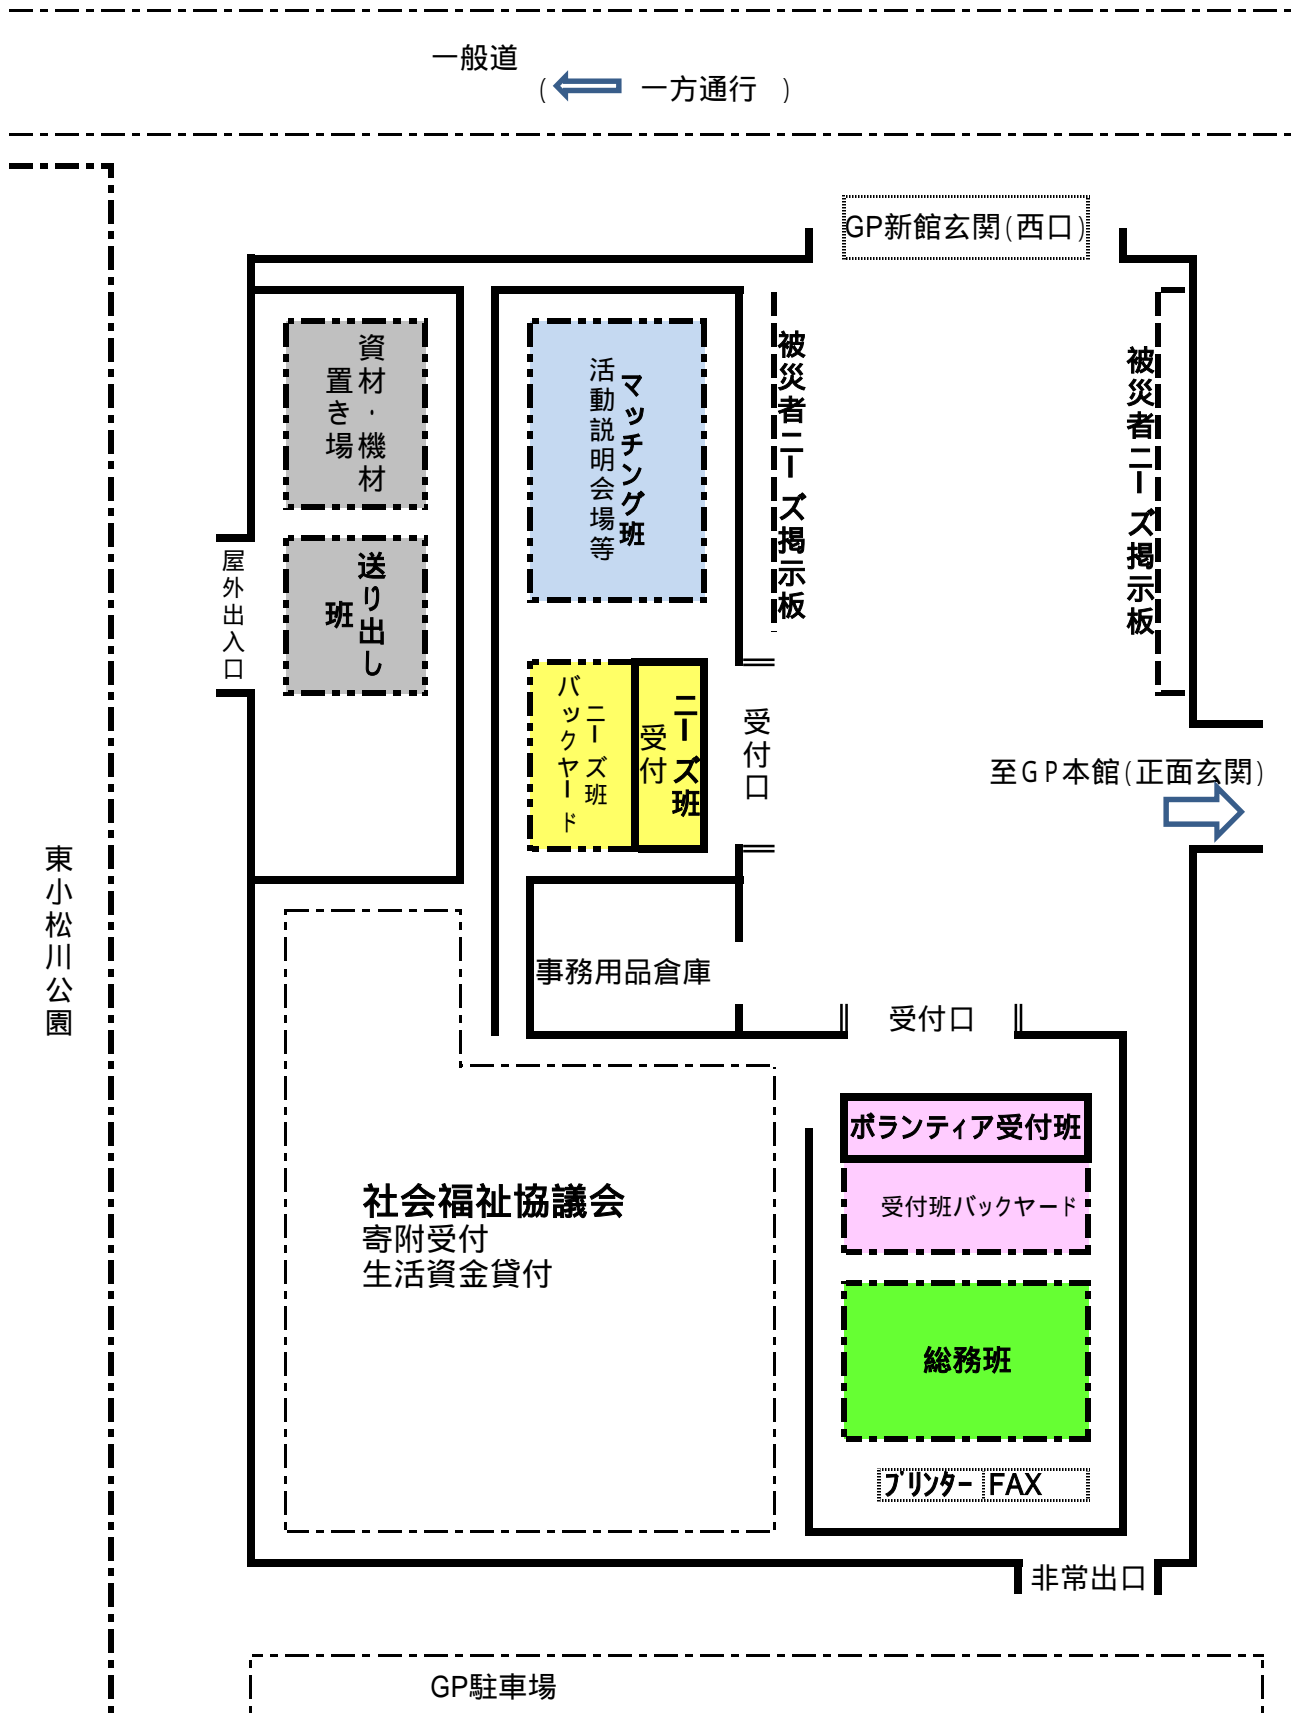 一般道
(⇐ 一方通行 )
GP新館玄関(西口)
資材・機材
置き場
マッチング班
活動説明会場等
被災者ニーズ掲示板
被災者ニーズ掲示板
送り出し
班
屋外出入口
ニーズ班
受付
ニーズ班
バックヤード
受付口
至GP本館(正面玄関)
東小松川公園
事務用品倉庫
受付口
ボランティア受付班
受付班バックヤード
社会福祉協議会
寄附受付
生活資金貸付
総務班
プリンター FAX
非常出口
GP駐車場